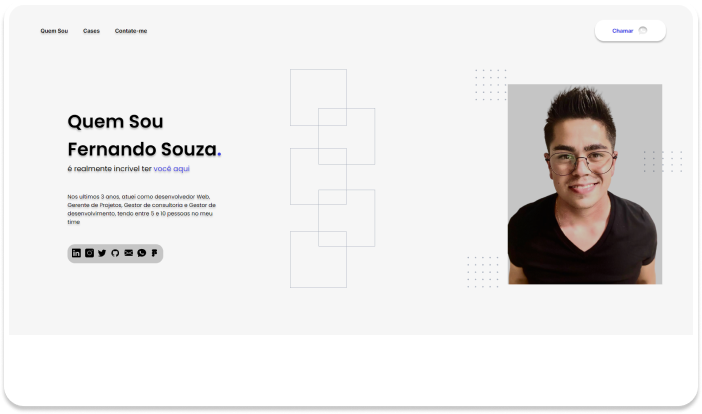 Quem Sou
Cases
Contate-me
Chamar
Quem Sou
Fernando Souza.
é realmente incrivel ter você aqui
Nos ultimos 3 anos, atuei como desenvolvedor Web,
Gerente de Projetos, Gestor de consultoria e Gestor de
desenvolvimento, tendo entre 5 e 10 pessoas no meu
time